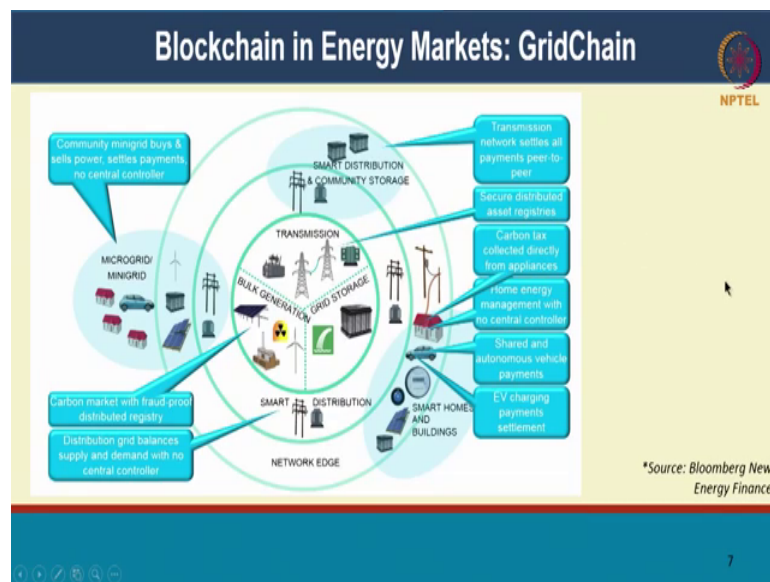 Blockchain in Energy Markets: GridChain
NPTEL
Community minigrid buys &
sells power, settles payments,
no central controller
Transmission
network settles all
payments peer-to-
peer
SMART DISTRIBUTION
& COMMUNITY STORAGE
Secure distributed
asset registries
TRANSMISSION
Carbon tax
collected directly
from appliances
MICROGRID/
MINIGRID
BULK GENERATION
GRID STORAGE
Home energy
management with
no central controller
Shared and
autonomous vehicle
payments
Carbon market with fraud-proof
distributed registry
SMART DISTRIBUTION
SMART HOMES
AND
BUILDINGS
EV charging
payments
settlement
Distribution grid balances
supply and demand with no
central controller
NETWORK EDGE
*Source: Bloomberg New
Energy Finance
7